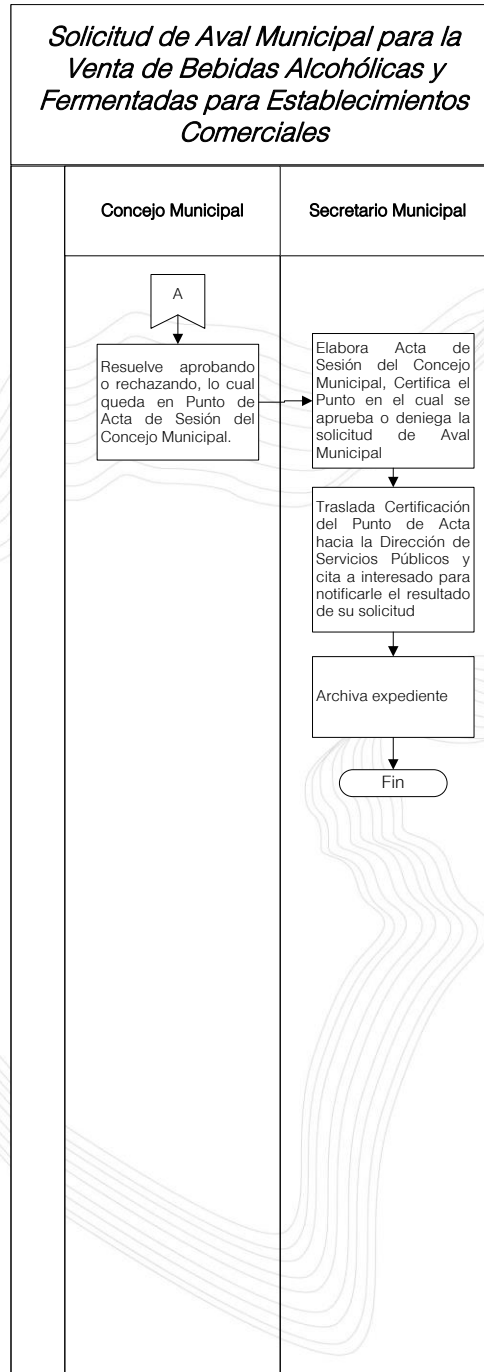 Solicitud de Aval Municipal para la
Venta de Bebidas Alcohólicas y
Fermentadas para Establecimientos
Comerciales
Concejo Municipal
Secretario Municipal
A
Resuelve aprobando
o rechazando, lo cual
queda en Punto de
Acta de Sesión del
Concejo Municipal.
Elabora Acta de
Sesión del Concejo
Municipal, Certifica el
Punto en el cual se
aprueba o deniega la
solicitud de Aval
Municipal
Traslada Certificación
del Punto de Acta
hacia la Dirección de
Servicios Públicos y
cita a interesado para
notificarle el resultado
de su solicitud
Archiva expediente
Fin